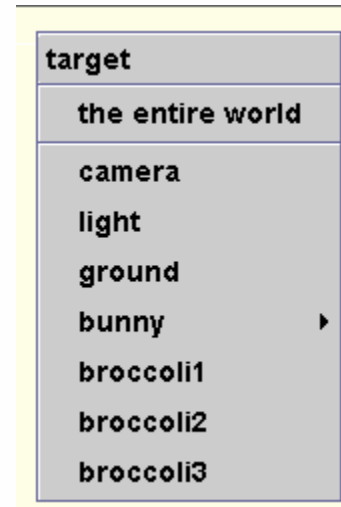 target
the entire world
camera
light
ground
bunny
broccoli1
broccoli2
broccoli3